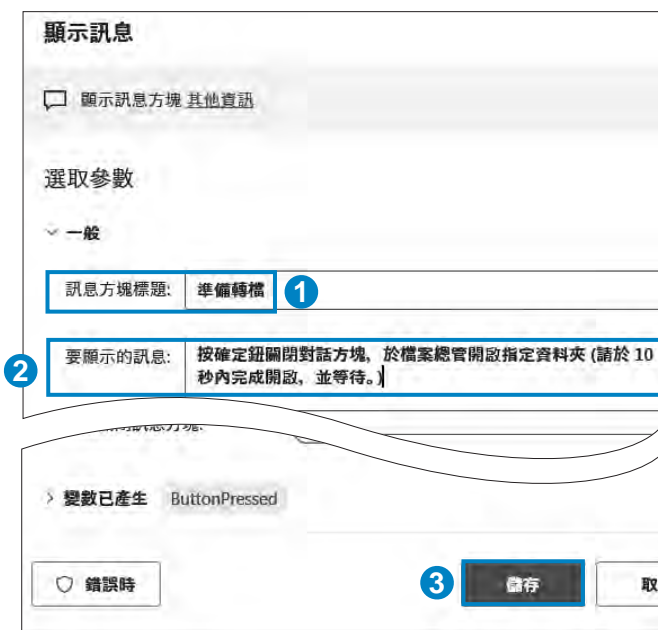 顯示訊息
顯示訊息方塊 其他資訊
選取參數
一般
訊息方塊標題: 準備轉檔 1
2 要顯示的訊息: 按確定鈕關閉對話方塊，於檔案總管開啟指定資料夾 (請於 10
秒內完成開啟，並等待。)
變數已產生 ButtonPressed
錯誤時 3 儲存 取